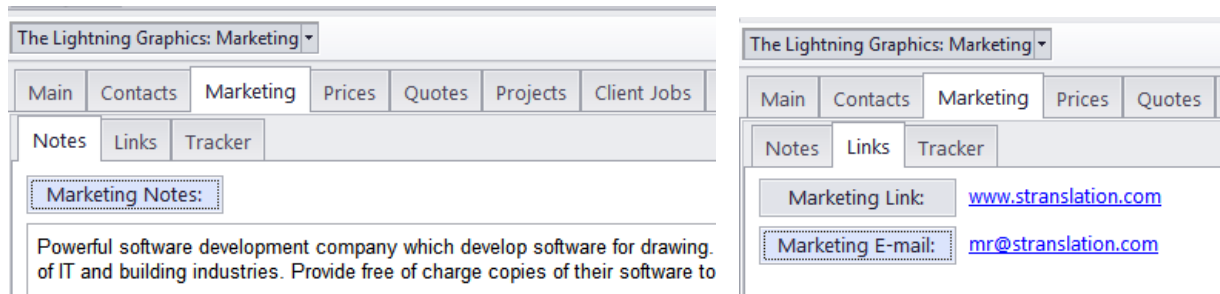 The Lightning Graphics: Marketing
Main Contacts Marketing Prices Quotes Projects Client Jobs
Notes Links Tracker
Marketing Notes:
Powerful software development company which develop software for drawing.
of IT and building industries. Provide free of charge copies of their software to
The Lightning Graphics: Marketing
Main Contacts Marketing Prices Quotes
Notes Links Tracker
Marketing Link: www.stranslation.com
Marketing E-mail: mr@stranslation.com